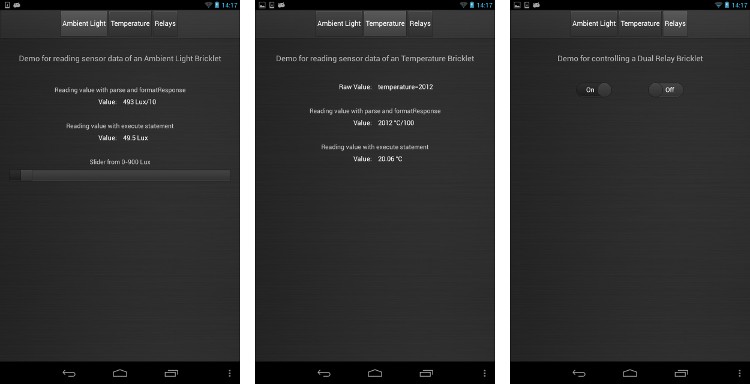 14:17
Ambient Light Temperature Relays
Demo for reading sensor data of an Ambient Light Bricklet
Reading value with parse and formatResponse
Value: 493 Lux/10
Reading value with execute statement
Value: 49.5 Lux
Slider from 0-900 Lux
14:17
Ambient Light Temperature Relays
Demo for reading sensor data of an Temperature Bricklet
Raw Value: temperature=2012
Reading value with parse and formatResponse
Value: 2012 °C/100
Reading value with execute statement
Value: 20.06 °C
14:17
Ambient Light Temperature Relays
Demo for controlling a Dual Relay Bricklet
On Off